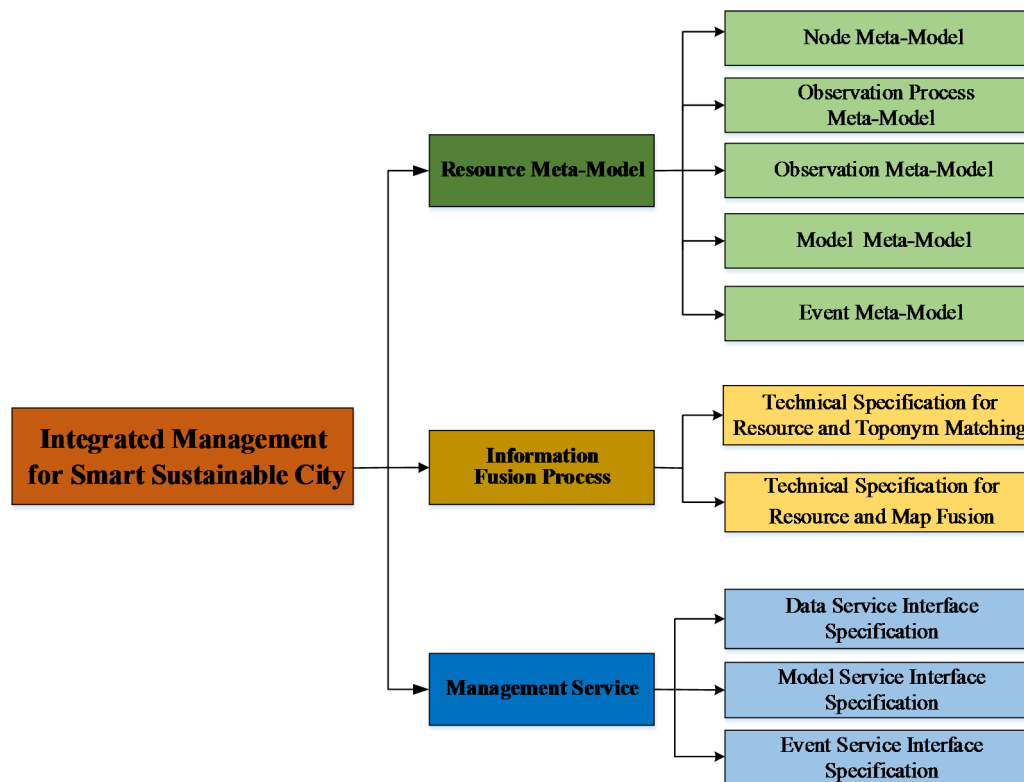 Node Meta-Model
Observation Process
Meta-Model
Resource Meta-Model
Observation Meta-Model
Model Meta-Model
Event Meta-Model
Integrated Management
for Smart Sustainable City
Information
Fusion Process
Technical Specification for
Resource and Toponym Matching
Technical Specification for
Resource and Map Fusion
Management Service
Data Service Interface
Specification
Model Service Interface
Specification
Event Service Interface
Specification